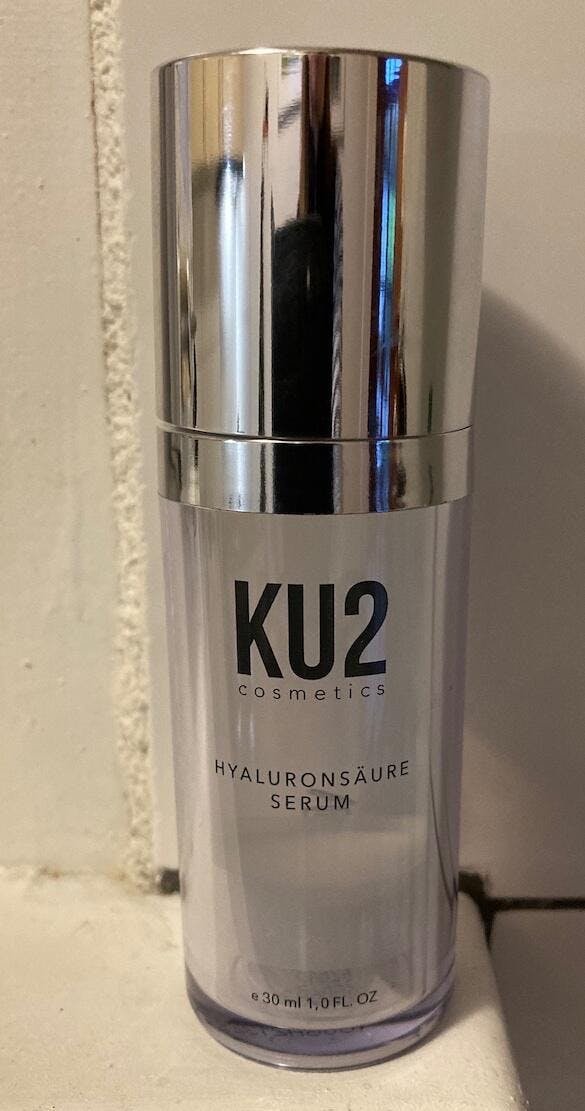 KU2
cosmetics
HYALURONSÄURE
SERUM
e 30 ml 1,0 FL. OZ